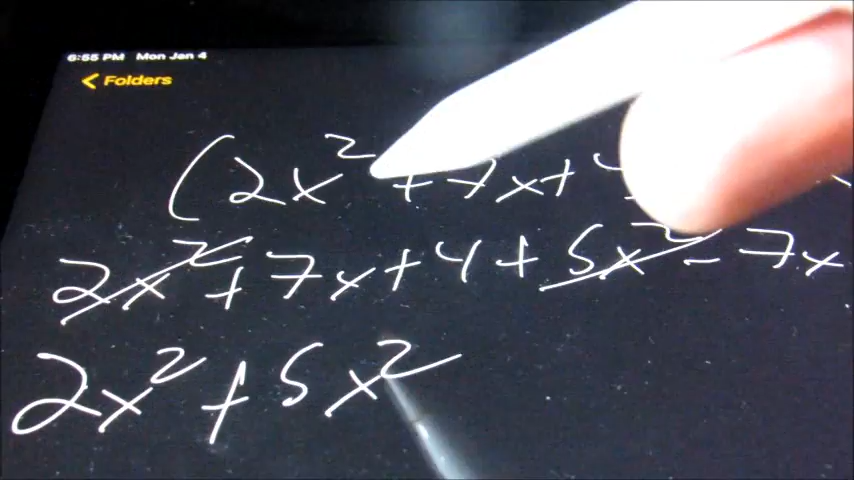 6:55 PM Mon Jan 4
Folders
(2x² + 7x + 4
2x² + 7x + 4 + 5x² - 7x
2x² + 5x²